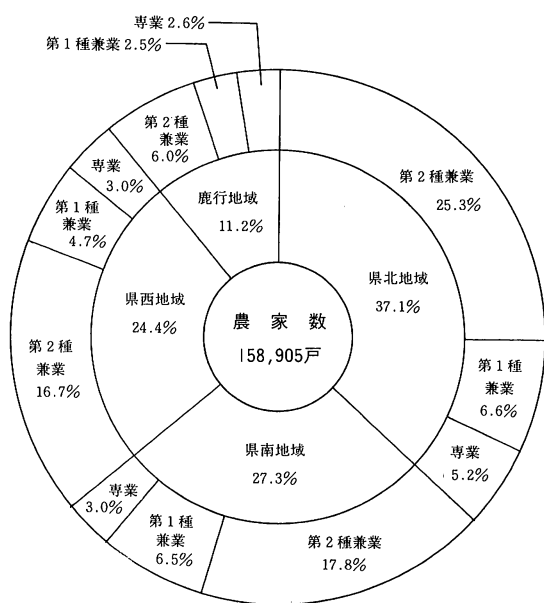 専業 2.6%
第1種兼業 2.5%
第2種
兼業
6.0%
専業
3.0%
第1種
兼業
4.7%
第2種兼業
25.3%
鹿行地域
11.2%
県北地域
37.1%
県西地域
24.4%
農家数
158,905戸
第2種
兼業
16.7%
第1種
兼業
6.6%
専業
5.2%
県南地域
27.3%
専業
3.0%
第1種
兼業
6.5%
第2種兼業
17.8%